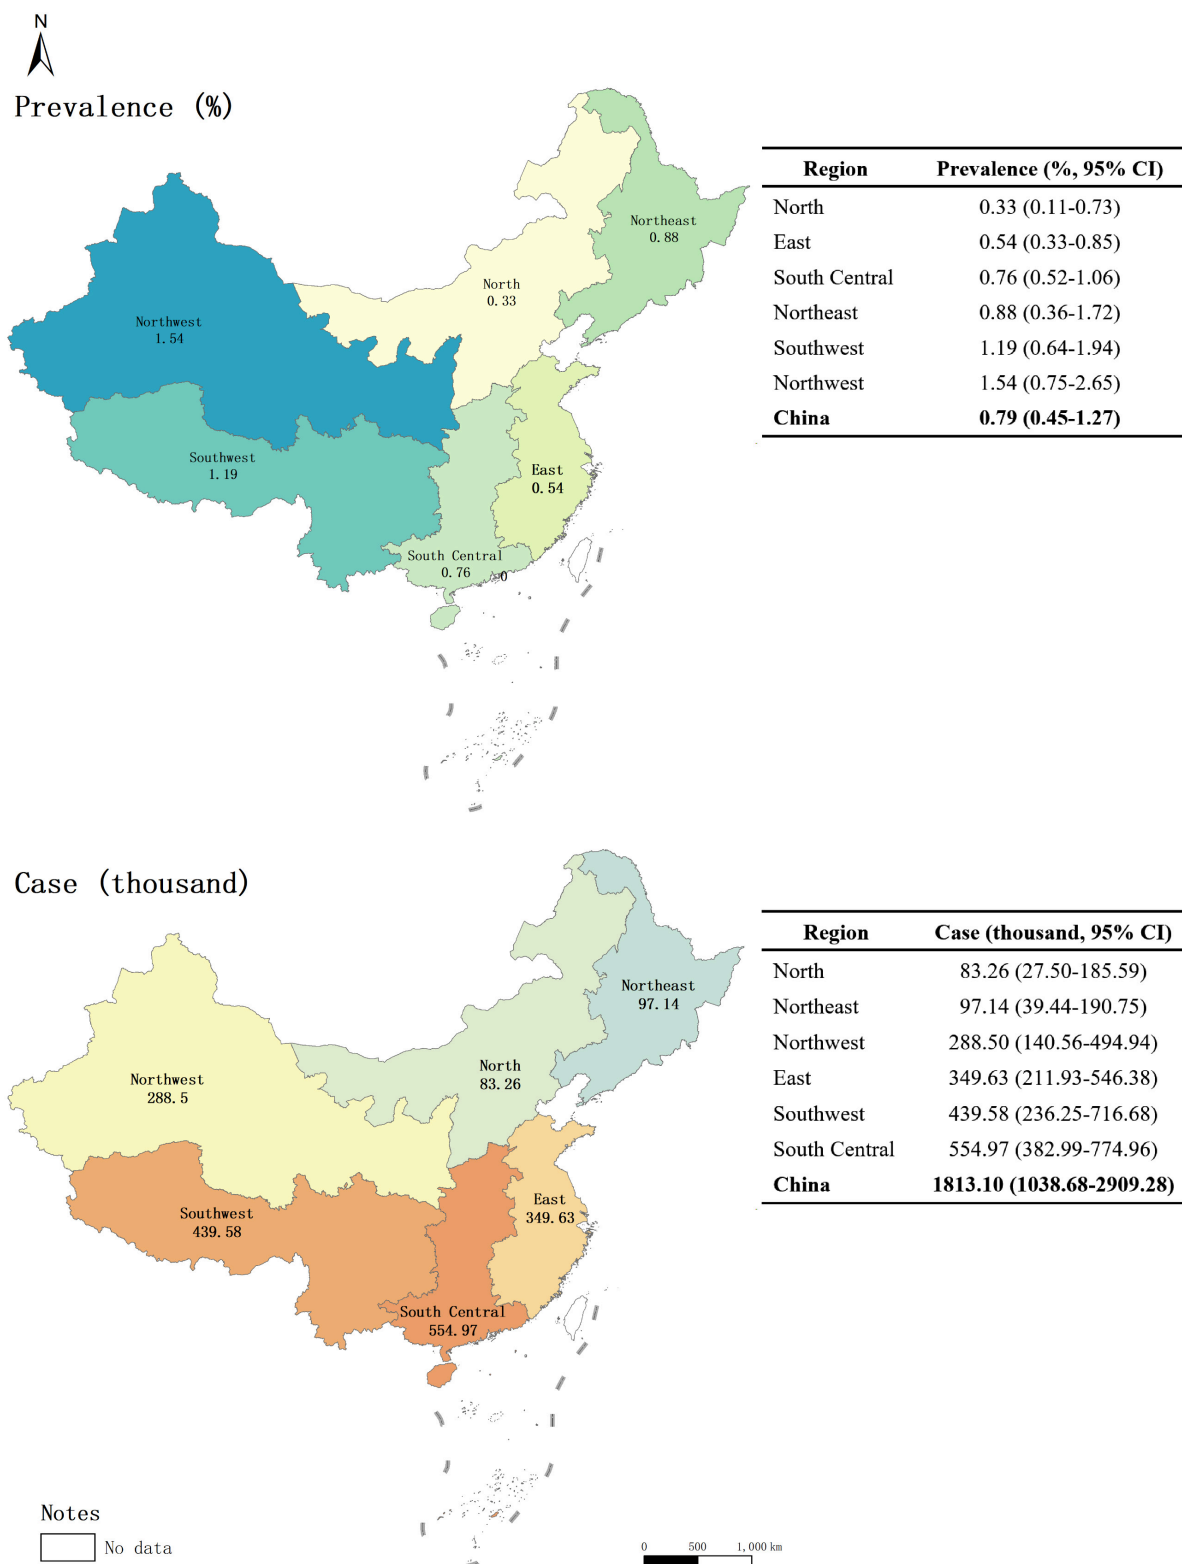 N
Prevalence (%)
Northeast
0.88
North
0.33
Northwest
1.54
Southwest
1.19
East
0.54
South Central
0.76
0
Region Prevalence (%, 95% CI)
North 0.33 (0.11-0.73)
East 0.54 (0.33-0.85)
South Central 0.76 (0.52-1.06)
Northeast 0.88 (0.36-1.72)
Southwest 1.19 (0.64-1.94)
Northwest 1.54 (0.75-2.65)
China 0.79 (0.45-1.27)
Case (thousand)
Northeast
97.14
North
83.26
Northwest
288.5
Southwest
439.58
East
349.63
South Central
554.97
Region Case (thousand, 95% CI)
North 83.26 (27.50-185.59)
Northeast 97.14 (39.44-190.75)
Northwest 288.50 (140.56-494.94)
East 349.63 (211.93-546.38)
Southwest 439.58 (236.25-716.68)
South Central 554.97 (382.99-774.96)
China 1813.10 (1038.68-2909.28)
Notes
No data
0 500 1,000 km